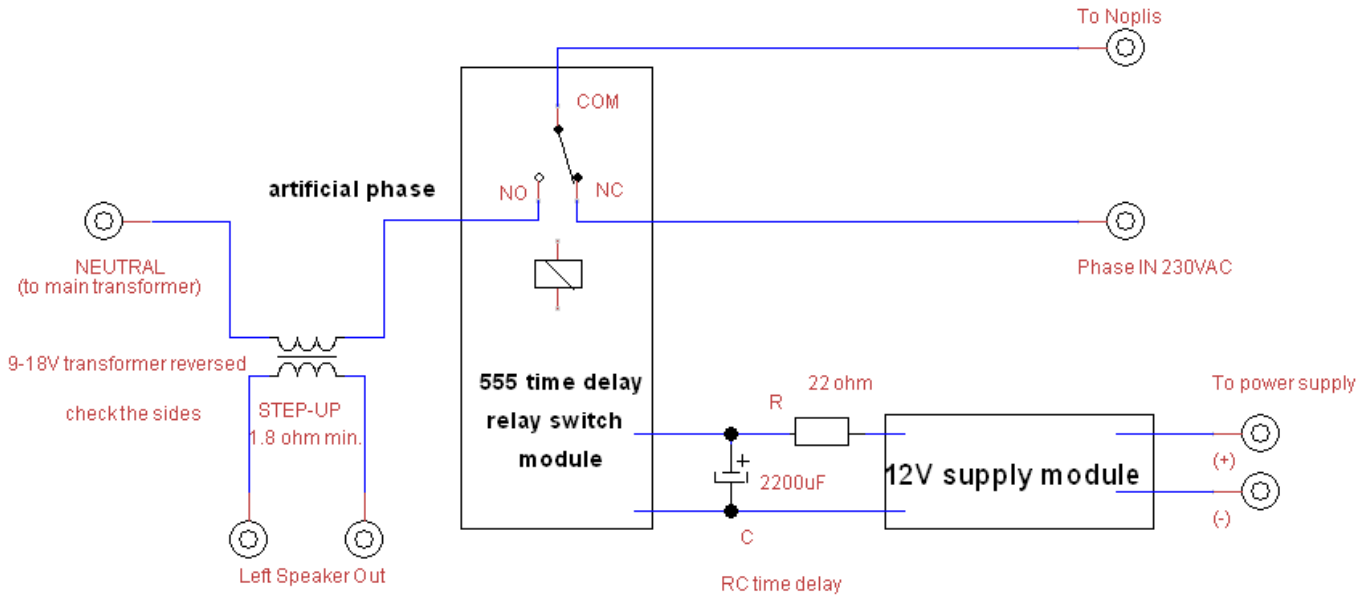 To Noplis
COM
artificial phase
NO
NC
NEUTRAL
(to main transformer)
Phase IN 230VAC
9-18V transformer reversed
check the sides
STEP-UP
1.8 ohm min.
Left Speaker Out
555 time delay
relay switch
module
22 ohm
R
+
2200uF
C
RC time delay
12V supply module
To power supply
(+)
(-)